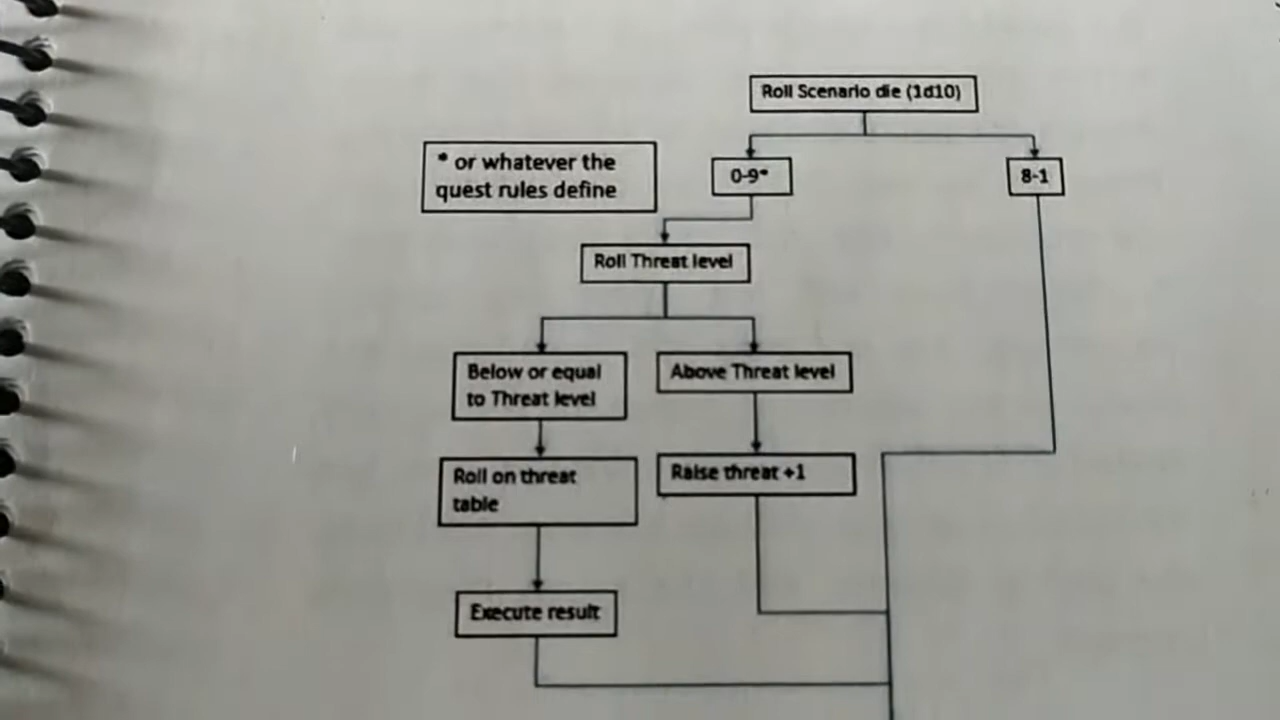 Roll Scenario die (1d10)
* or whatever the
quest rules define
0-9*
8-1
Roll Threat level
Below or equal
to Threat level
Above Threat level
Roll on threat
table
Raise threat +1
Execute result